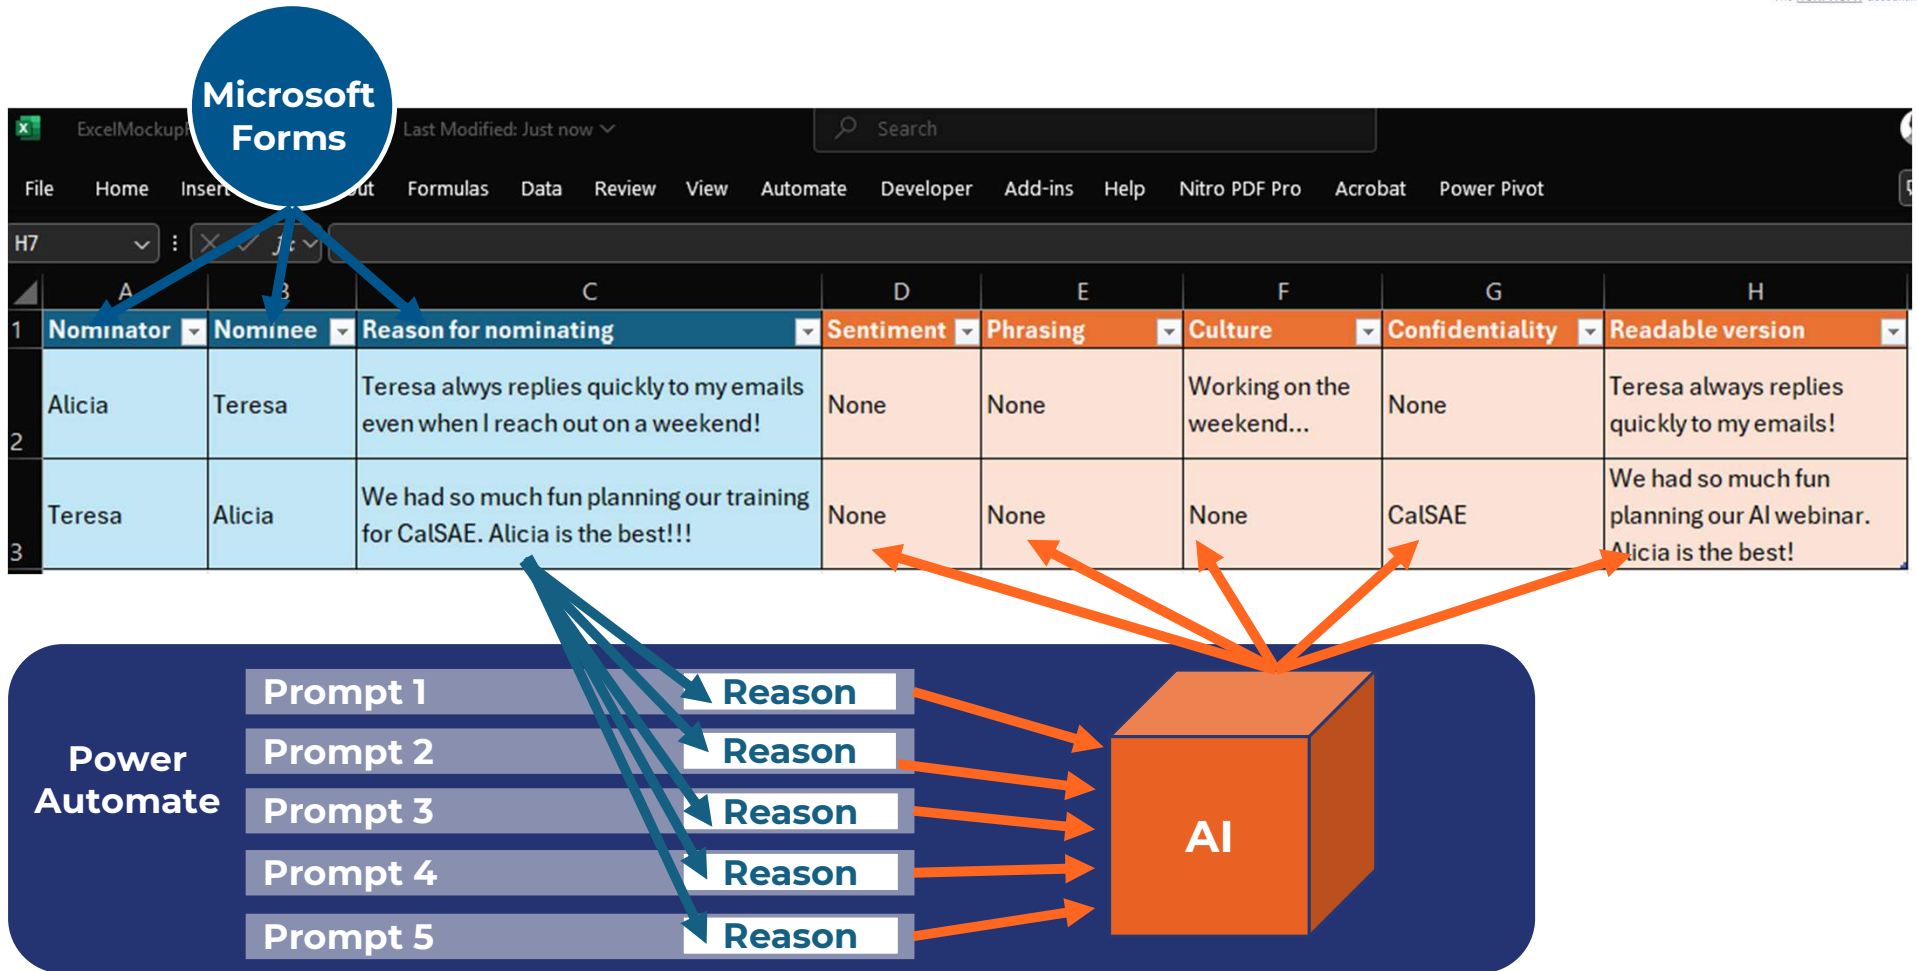 Microsoft
Forms
Last Modified: Just now
Search
File Home Insert Formulas Data Review View Automate Developer Add-ins Help Nitro PDF Pro Acrobat Power Pivot
H7
A B C D E F G H
1 Nominator Nominee Reason for nominating Sentiment Phrasing Culture Confidentiality Readable version
Teresa alwys replies quickly to my emails Working on the Teresa always replies
Alicia Teresa None None None
even when I reach out on a weekend! weekend... quickly to my emails!
2
We had so much fun
We had so much fun planning our training
Teresa Alicia None None None CalSAE planning our AI webinar.
for CalSAE. Alicia is the best!!!
3 Alicia is the best!
Power
Automate
Prompt 1 Reason
Prompt 2 Reason
Prompt 3 Reason
Prompt 4 Reason
Prompt 5 Reason
AI